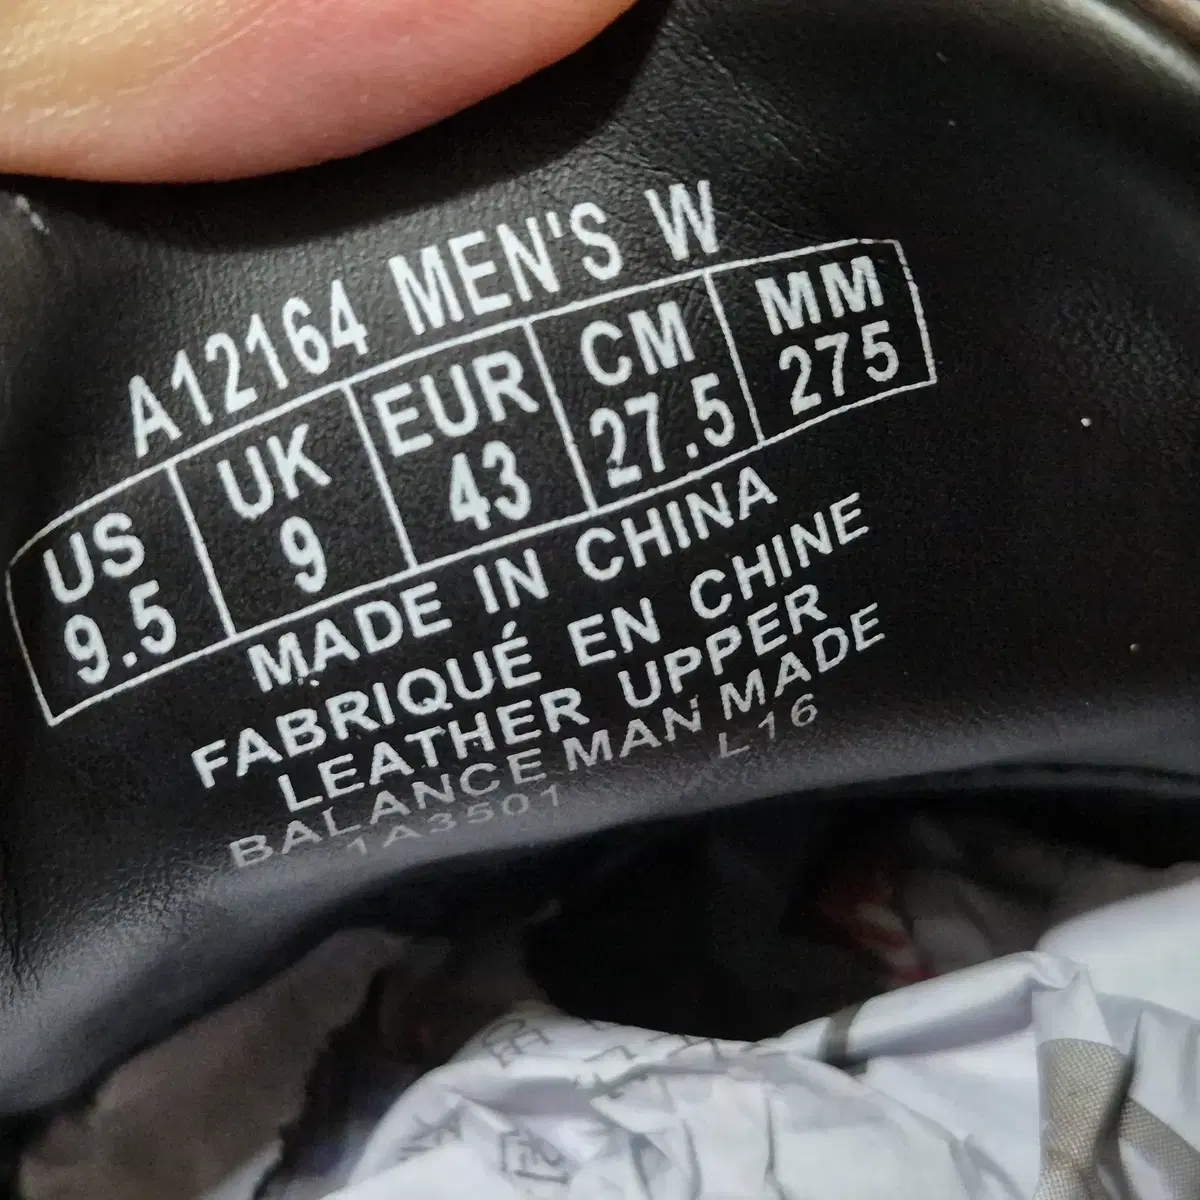 A12164 MEN'S W
US UK EUR CM MM
9.5 9 43 27.5 275
MADE IN CHINA
FABRIQUÉ EN CHINE
LEATHER UPPER
BALANCE MAN MADE
1A3501 L16